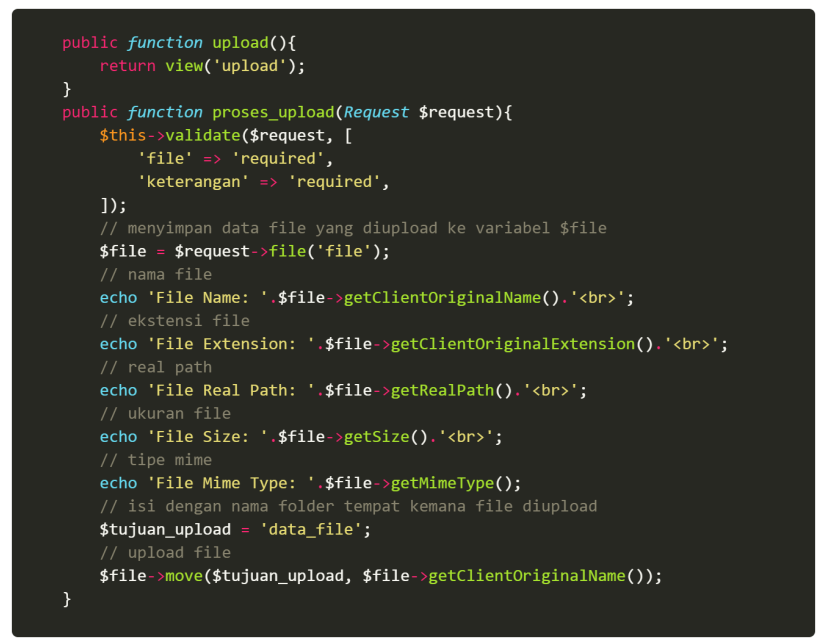 public function upload(){
return view('upload');
}
public function proses_upload(Request $request){
$this->validate($request, [
'file' => 'required',
'keterangan' => 'required',
]);
// menyimpan data file yang diupload ke variabel $file
$file = $request->file('file');
// nama file
echo 'File Name: '.$file->getClientOriginalName().'<br>';
// ekstensi file
echo 'File Extension: '.$file->getClientOriginalExtension().'<br>';
// real path
echo 'File Real Path: '.$file->getRealPath().'<br>';
// ukuran file
echo 'File Size: '.$file->getSize().'<br>';
// tipe mime
echo 'File Mime Type: '.$file->getMimeType();
// isi dengan nama folder tempat kemana file diupload
$tujuan_upload = 'data_file';
// upload file
$file->move($tujuan_upload, $file->getClientOriginalName());
}